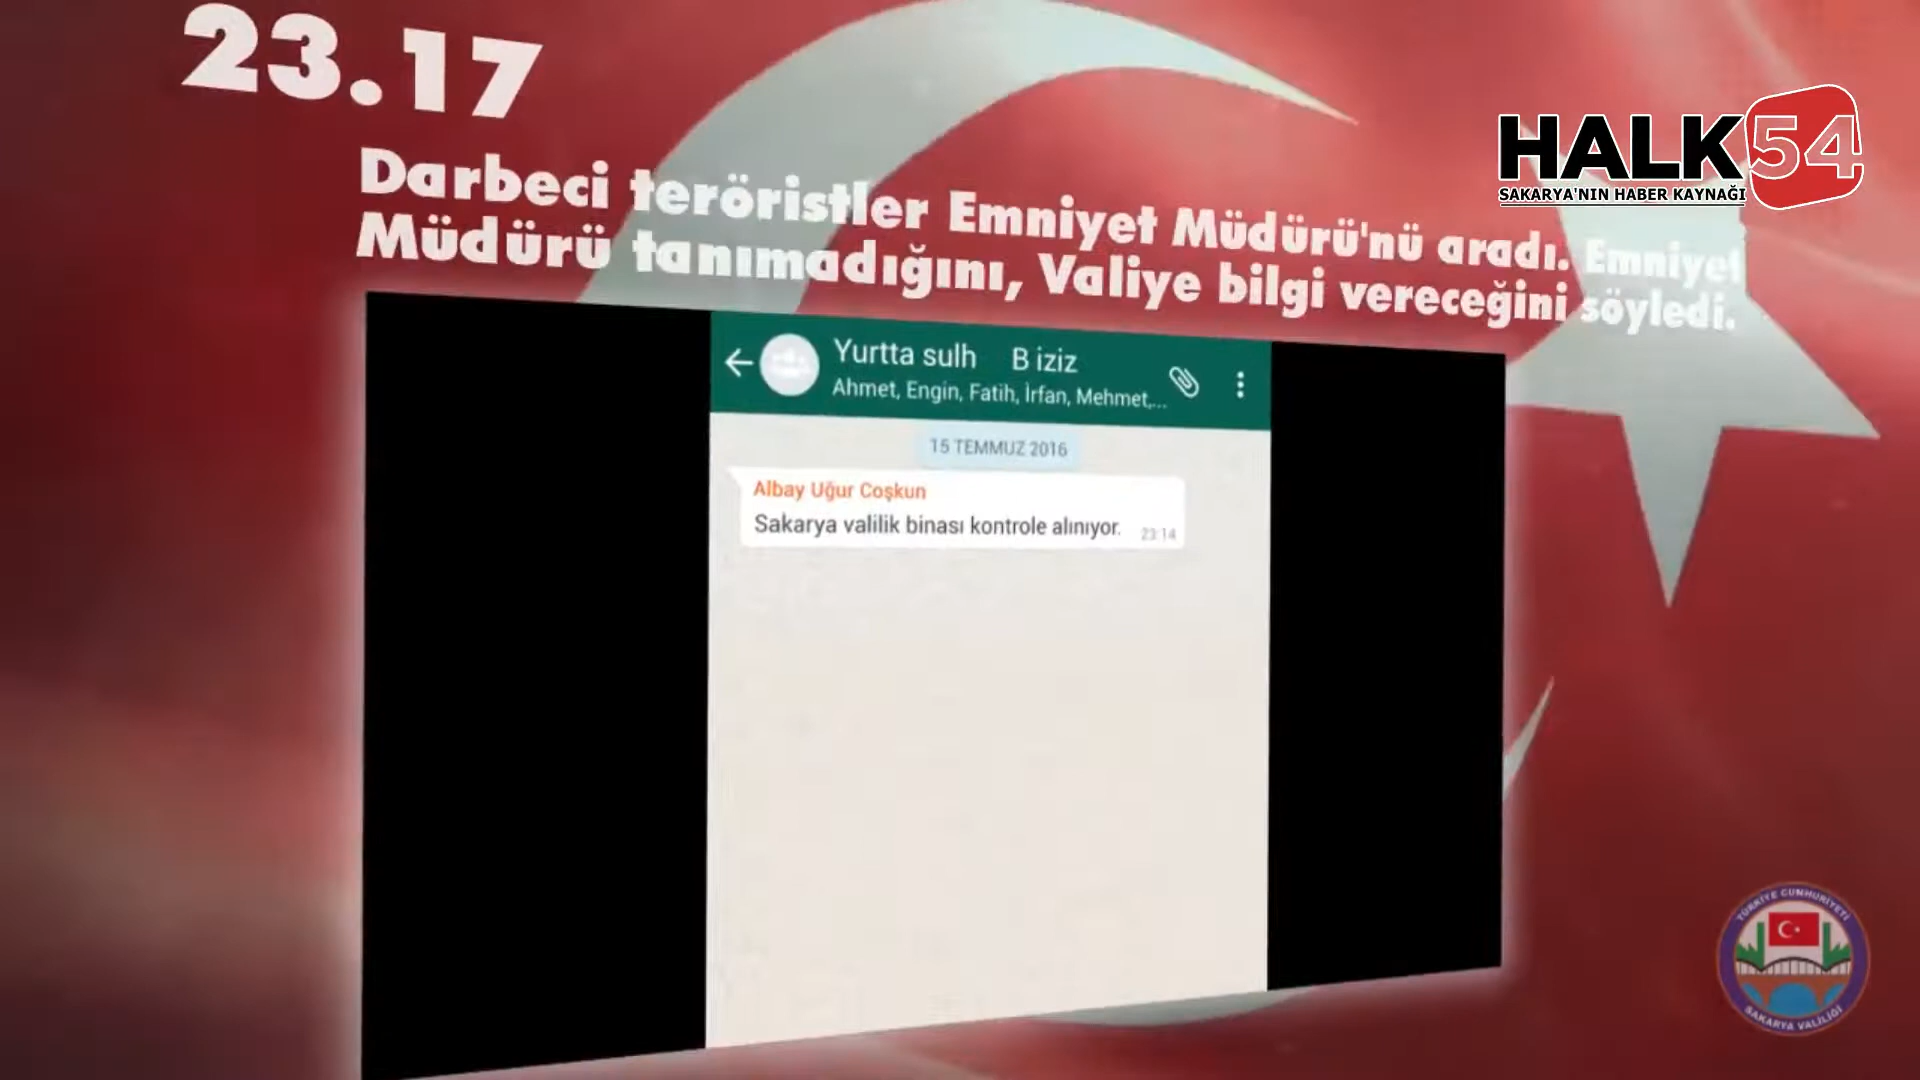 23.17
HALK54
SAKARYA'NIN HABER KAYNAĞI
Darbeci teröristler Emniyet Müdürü'nü aradı. Emniyet
Müdürü tanımadığını, Valiye bilgi vereceğini söyledi.
Yurtta sulh B iziz
Ahmet, Engin, Fatih, İrfan, Mehmet,...
15 TEMMUZ 2016
Albay Uğur Coşkun
Sakarya valilik binası kontrole alınıyor. 23:14
TÜRKİYE CUMHURİYETİ
SAKARYA VALİLİĞİ